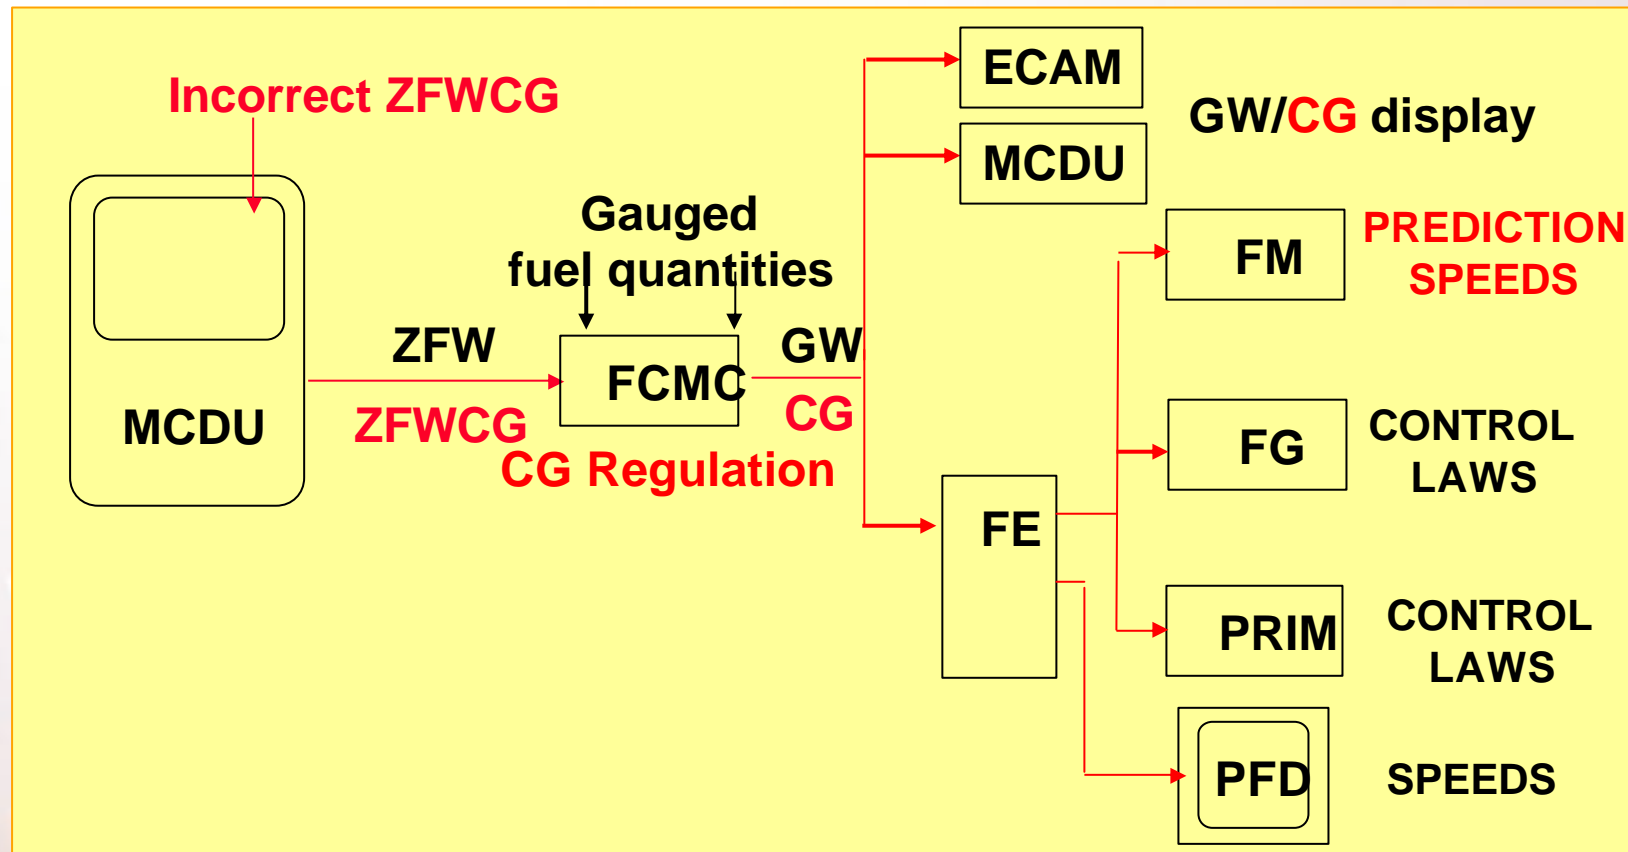 Incorrect ZFWCG
MCDU
Gauged
fuel quantities
ZFW
ZFWCG
FCMC
CG Regulation
GW
CG
ECAM
MCDU
GW/CG display
FE
FM
PREDICTION
SPEEDS
FG
CONTROL
LAWS
PRIM
CONTROL
LAWS
PFD
SPEEDS